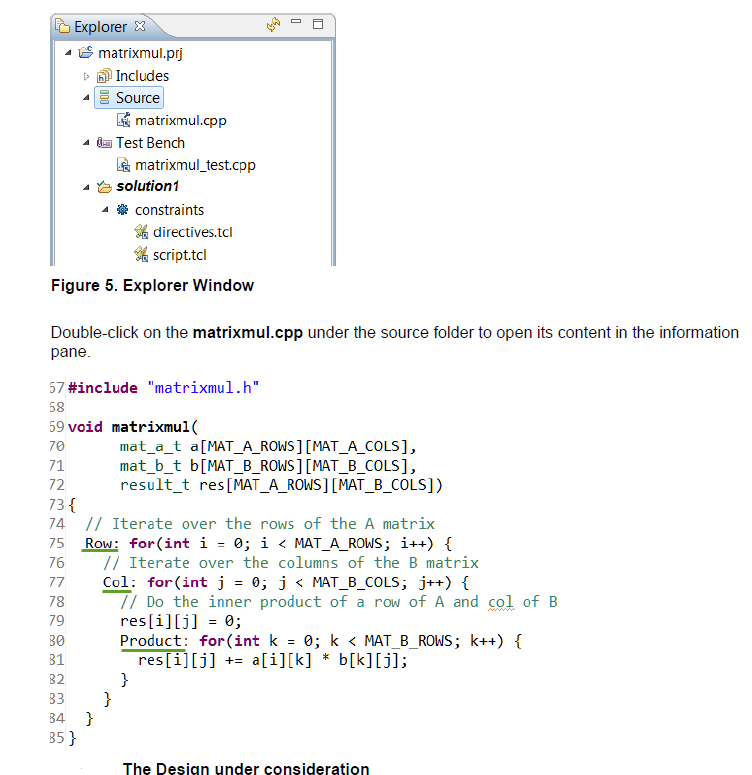 Explorer
matrixmul.prj
Includes
Source
matrixmul.cpp
Test Bench
matrixmul_test.cpp
solution1
constraints
directives.tcl
script.tcl
Figure 5. Explorer Window
Double-click on the matrixmul.cpp under the source folder to open its content in the information
pane.
57 #include "matrixmul.h"
58
59 void matrixmul(
70 mat_a_t a[MAT_A_ROWS][MAT_A_COLS],
71 mat_b_t b[MAT_B_ROWS][MAT_B_COLS],
72 result_t res[MAT_A_ROWS][MAT_B_COLS])
73 {
74 // Iterate over the rows of the A matrix
75 Row: for(int i = 0; i < MAT_A_ROWS; i++) {
76 // Iterate over the columns of the B matrix
77 Col: for(int j = 0; j < MAT_B_COLS; j++) {
78 // Do the inner product of a row of A and col of B
79 res[i][j] = 0;
80 Product: for(int k = 0; k < MAT_B_ROWS; k++) {
81 res[i][j] += a[i][k] * b[k][j];
82 }
83 }
84 }
85 }
The Design under consideration